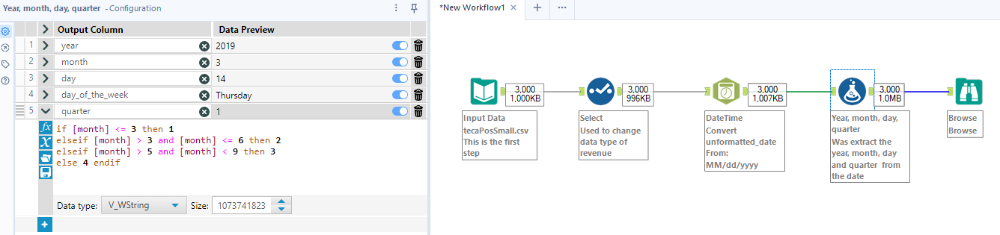 Year, month, day, quarter - Configuration
Output Column Data Preview
1 year 2019
2 month 3
3 day 14
4 day_of_the_week Thursday
5 quarter 1
if [month] <= 3 then 1
elseif [month] > 3 and [month] <= 6 then 2
elseif [month] > 5 and [month] < 9 then 3
else 4 endif
Data type: V_WString Size: 1073741823
*New Workflow1
3,000
1,000KB
Input Data
tecaPosSmall.csv
This is the first
step
3,000
996KB
Select
Used to change
data type of
revenue
3,000
1,007KB
DateTime
Convert
unformatted_date
From:
MM/dd/yyyy
3,000
1.0MB
Year, month, day,
quarter
Was extract the
year, month, day
and quarter from
the date
Browse
Browse